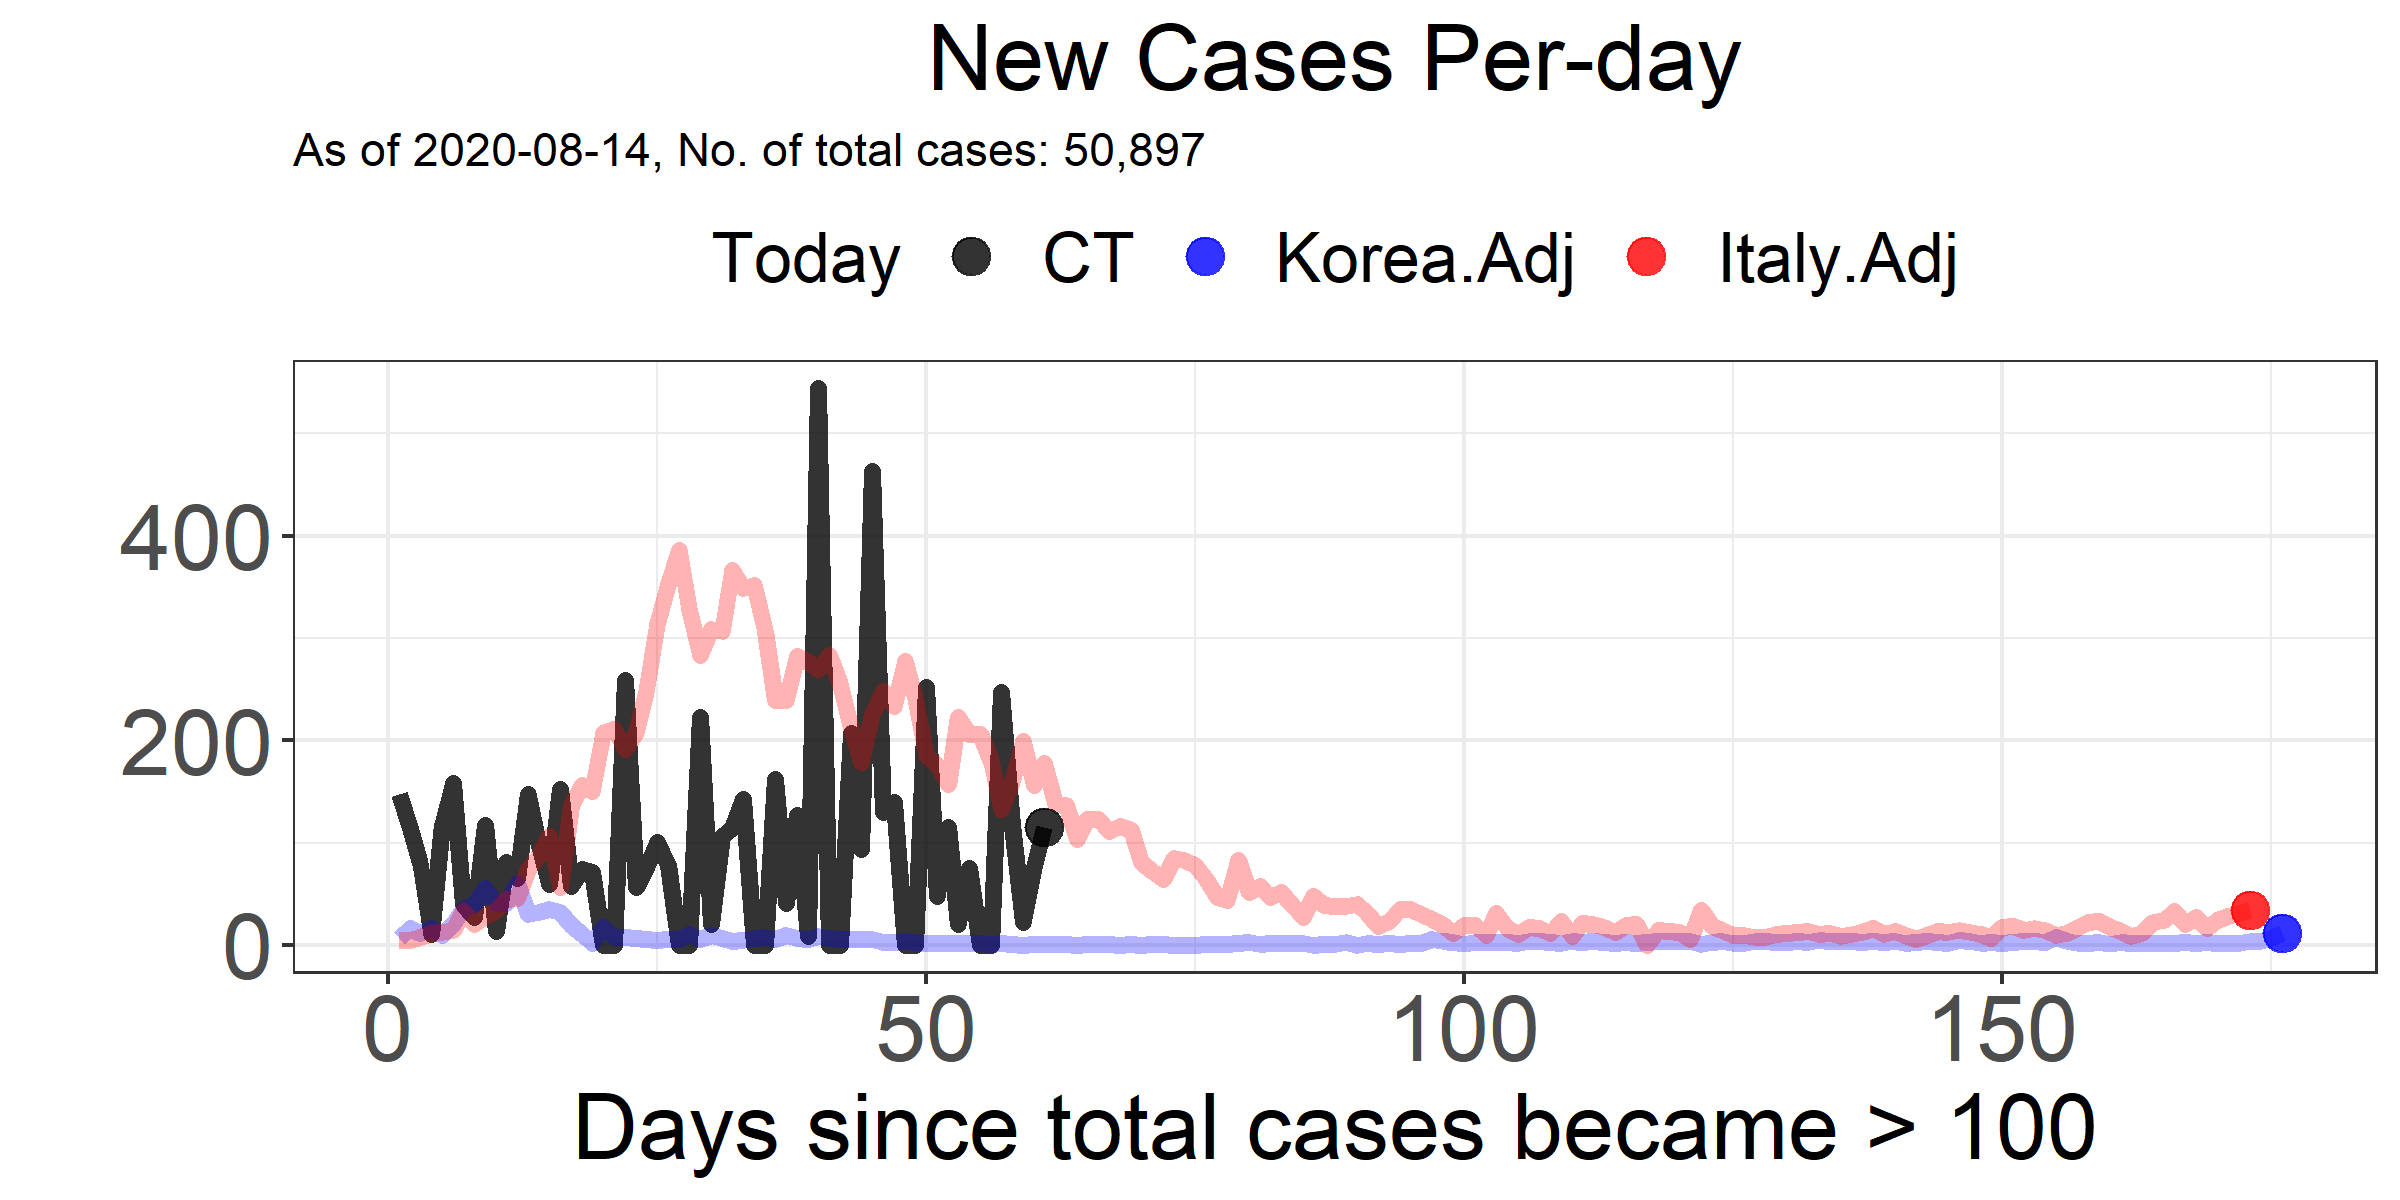 New Cases Per-day
As of 2020-08-14, No. of total cases: 50,897
Today CT Korea.Adj Italy.Adj
400
200
0
0 50 100 150
Days since total cases became > 100